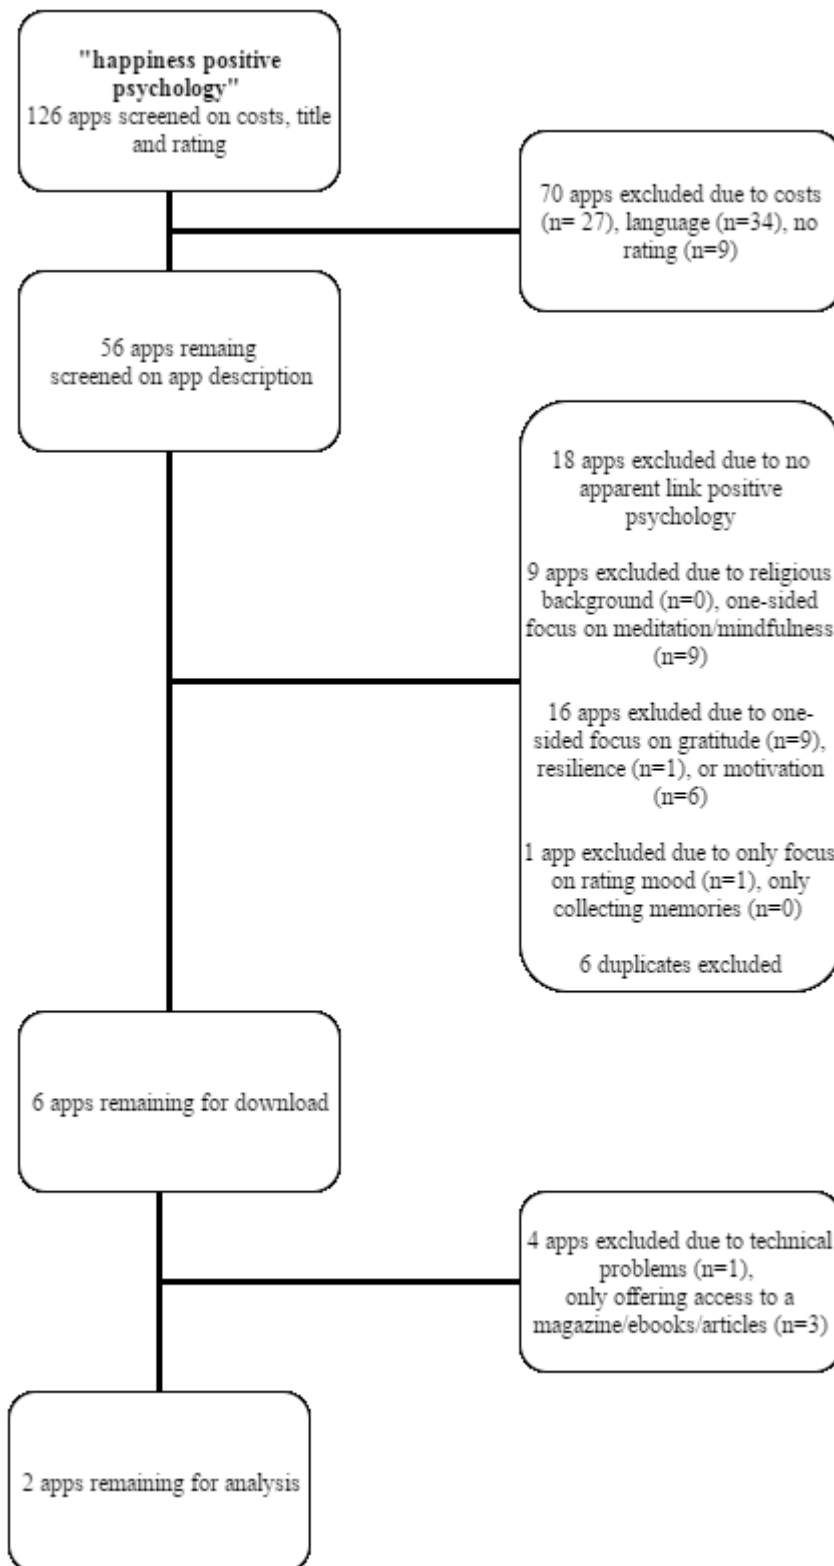 "happiness positive
psychology"
126 apps screened on costs, title
and rating
70 apps excluded due to costs
(n= 27), language (n=34), no
rating (n=9)
56 apps remaing
screened on app description
18 apps excluded due to no
apparent link positive
psychology
9 apps excluded due to religious
background (n=0), one-sided
focus on meditation/mindfulness
(n=9)
16 apps exluded due to one-
sided focus on gratitude (n=9),
resilience (n=1), or motivation
(n=6)
1 app excluded due to only focus
on rating mood (n=1), only
collecting memories (n=0)
6 duplicates excluded
6 apps remaining for download
4 apps excluded due to technical
problems (n=1),
only offering access to a
magazine/ebooks/articles (n=3)
2 apps remaining for analysis